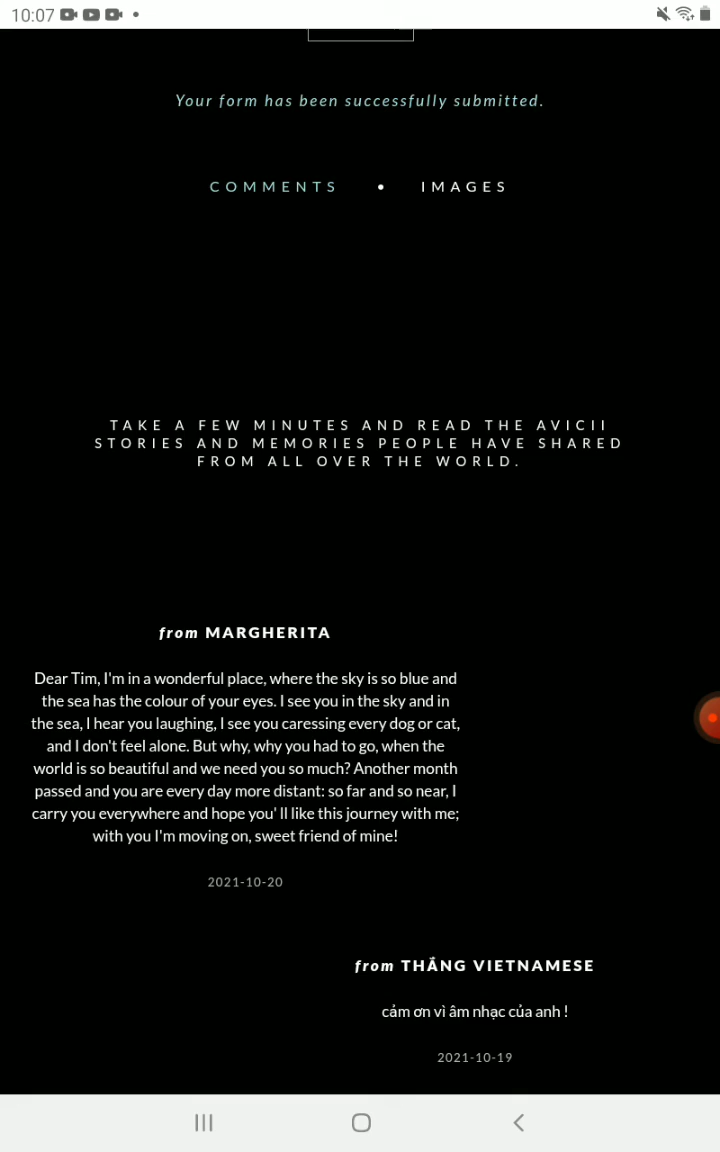 10:07
Your form has been successfully submitted.
COMMENTS • IMAGES
TAKE A FEW MINUTES AND READ THE AVICII
STORIES AND MEMORIES PEOPLE HAVE SHARED
FROM ALL OVER THE WORLD.
from MARGHERITA
Dear Tim, I'm in a wonderful place, where the sky is so blue and
the sea has the colour of your eyes. I see you in the sky and in
the sea, I hear you laughing, I see you caressing every dog or cat,
and I don't feel alone. But why, why you had to go, when the
world is so beautiful and we need you so much? Another month
passed and you are every day more distant: so far and so near, I
carry you everywhere and hope you' ll like this journey with me;
with you I'm moving on, sweet friend of mine!
2021-10-20
from THẮNG VIETNAMESE
cảm ơn vì âm nhạc của anh !
2021-10-19